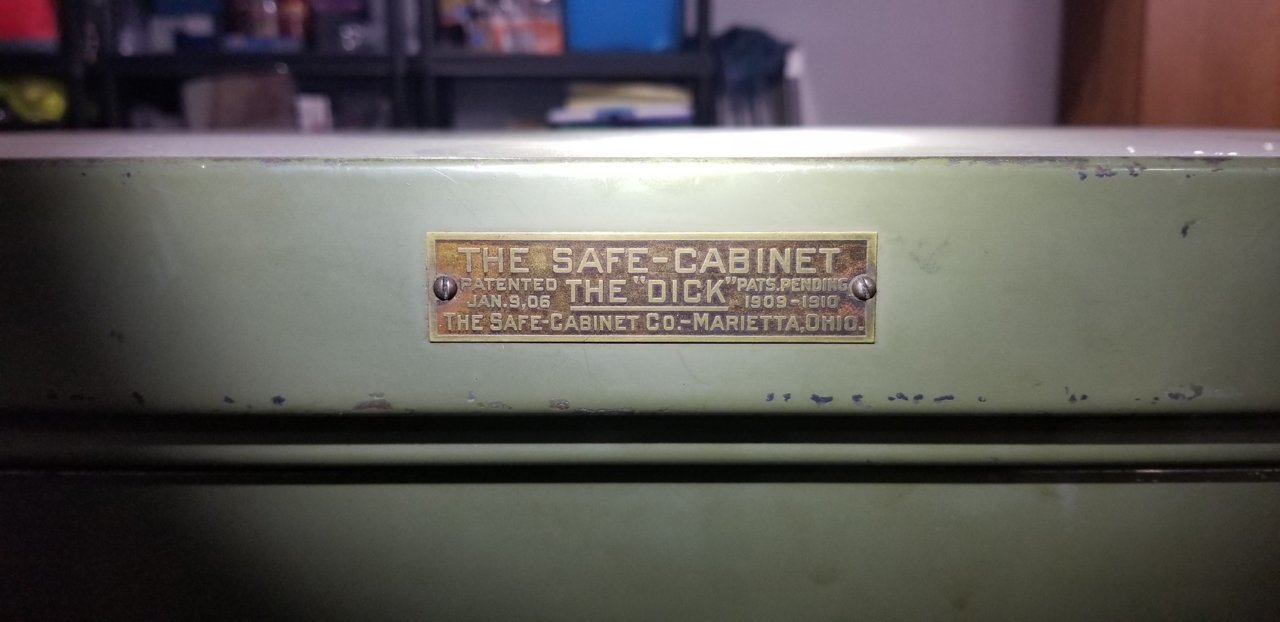 THE SAFE-CABINET
PATENTED THE "DICK" PATS. PENDING
JAN. 9, 06 1909-1910
THE SAFE-CABINET CO.-MARIETTA, OHIO.